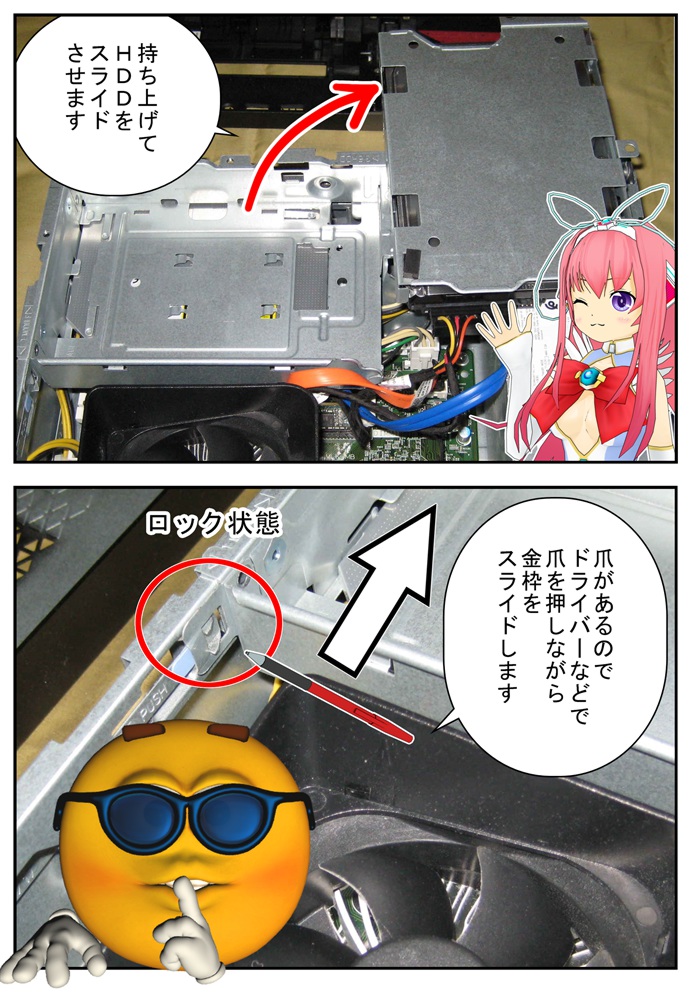 持ち上げて
ＨＤＤを
スライド
させます
ロック状態
爪があるので
ドライバーなどで
爪を押しながら
金枠を
スライドします
PUSH